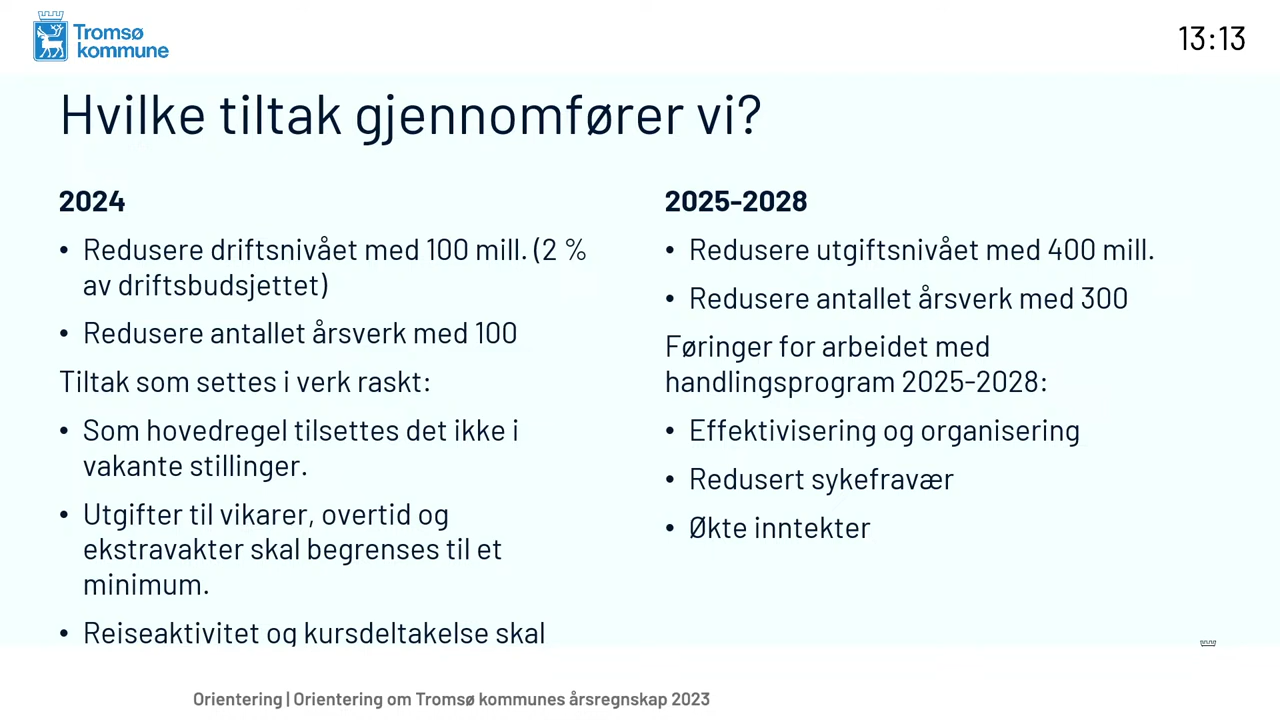 Tromsø
kommune
13:13
Hvilke tiltak gjennomfører vi?
2024
• Redusere driftsnivået med 100 mill. (2 %
av driftsbudsjettet)
• Redusere antallet årsverk med 100
Tiltak som settes i verk raskt:
• Som hovedregel tilsettes det ikke i
vakante stillinger.
• Utgifter til vikarer, overtid og
ekstravakter skal begrenses til et
minimum.
• Reiseaktivitet og kursdeltakelse skal
2025-2028
• Redusere utgiftsnivået med 400 mill.
• Redusere antallet årsverk med 300
Føringer for arbeidet med
handlingsprogram 2025-2028:
• Effektivisering og organisering
• Redusert sykefravær
• Økte inntekter
Orientering | Orientering om Tromsø kommunes årsregnskap 2023